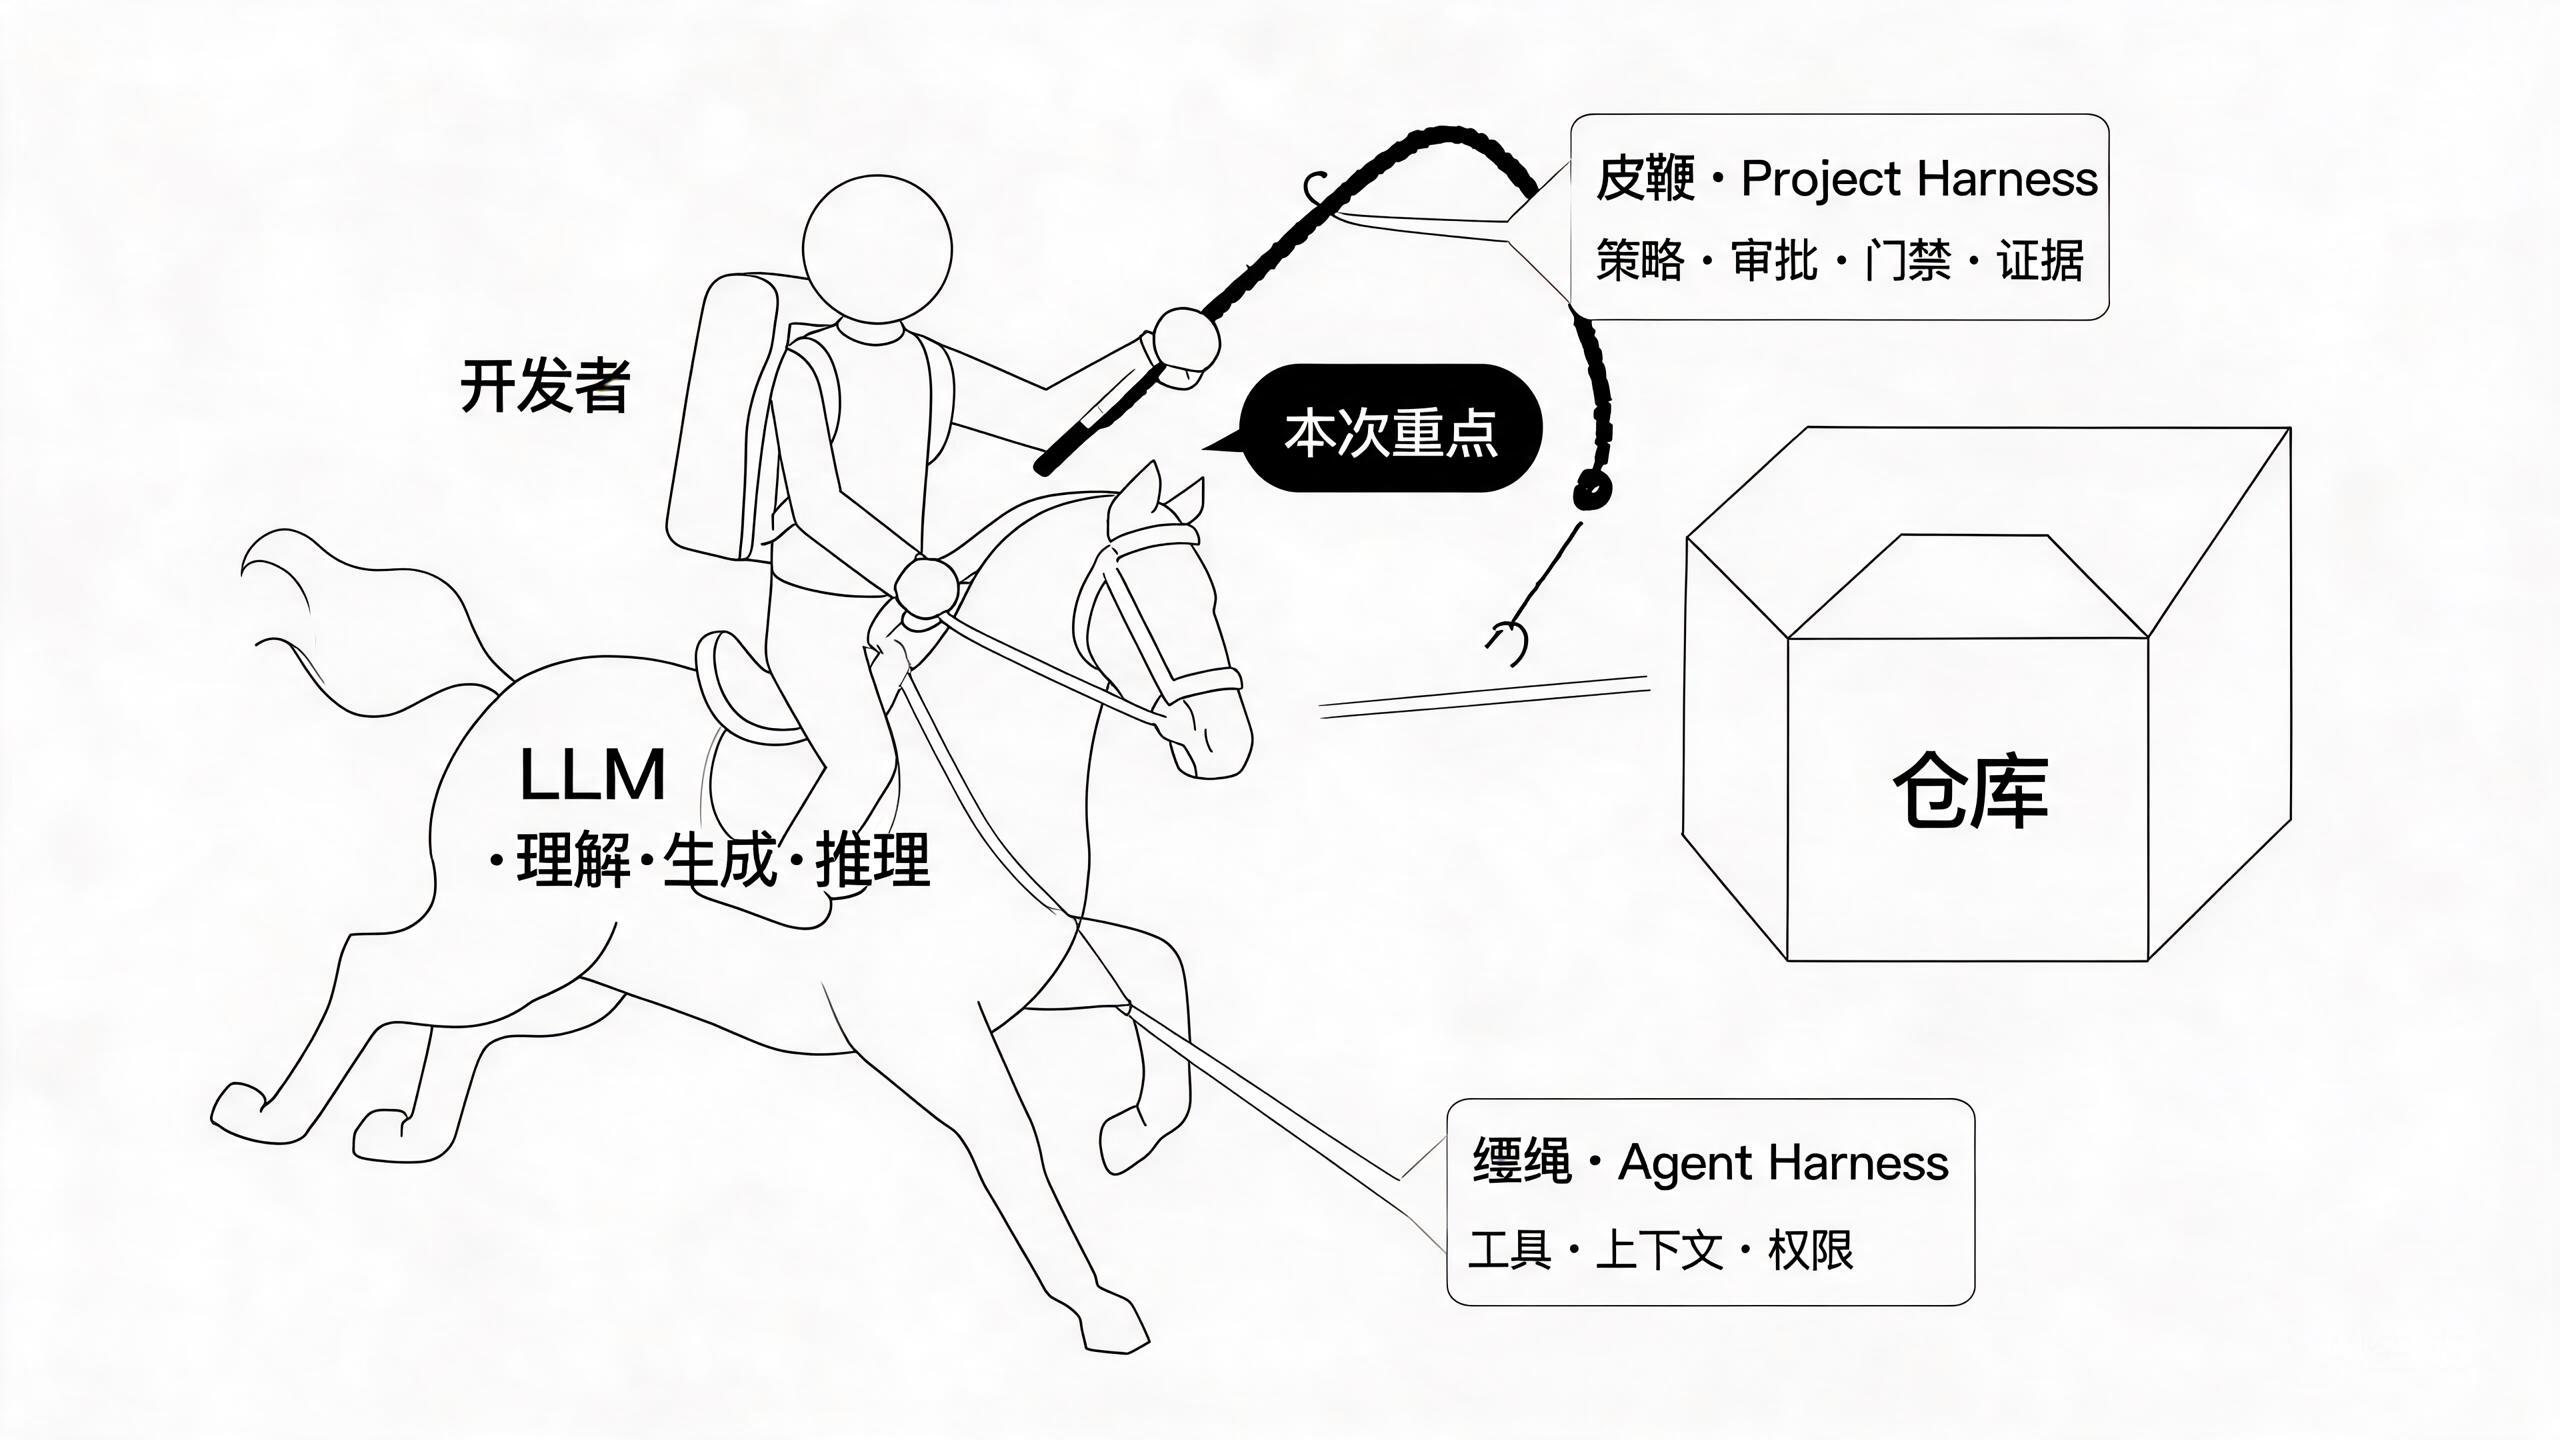 皮鞭・Project Harness
策略・审批・门禁・证据
开发者
本次重点
LLM
・理解・生成・推理
仓库
绳・Agent Harness
工具・上下文・权限